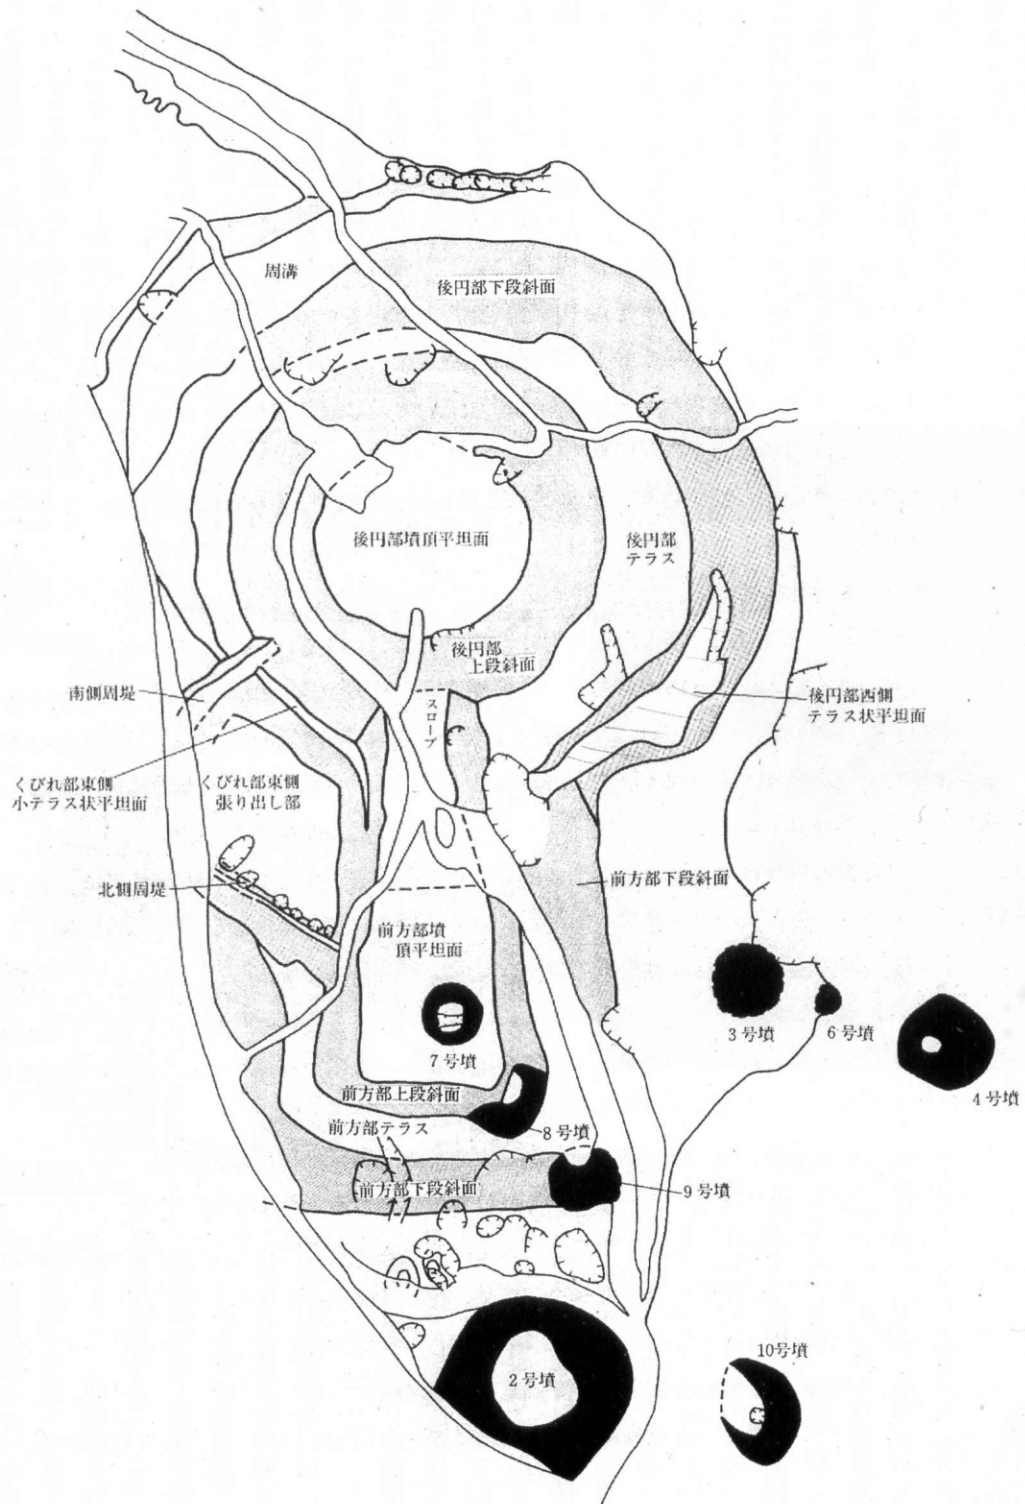 周溝
後円部下段斜面
後円部墳頂平坦面
後円部
テラス
後円部
上段斜面
南側周堤
スロープ
後円部西側
テラス状平坦面
くびれ部東側
小テラス状平坦面
くびれ部東側
張り出し部
北側周堤
前方部下段斜面
前方部墳
頂平坦面
3号墳
6号墳
7号墳
4号墳
前方部上段斜面
前方部テラス
8号墳
前方部下段斜面
9号墳
10号墳
2号墳